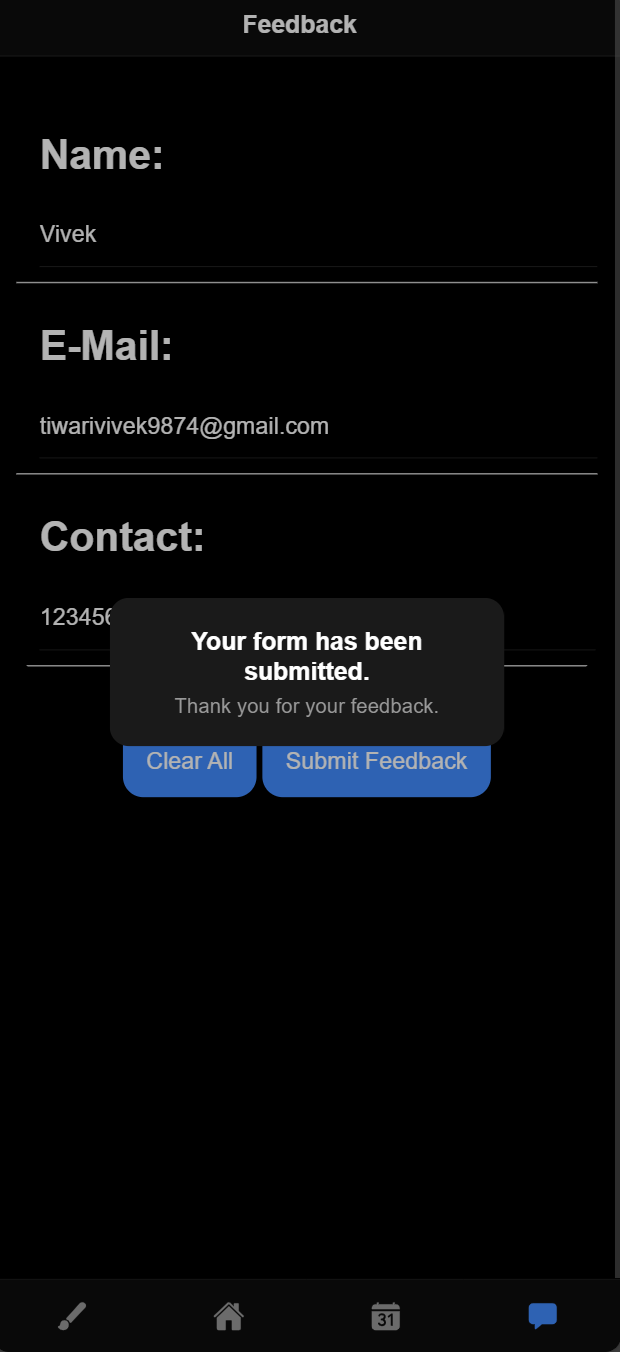 Feedback
Name:
Vivek
E-Mail:
tiwarivivek9874@gmail.com
Contact:
Your form has been
submitted.
Thank you for your feedback.
Clear All Submit Feedback
31